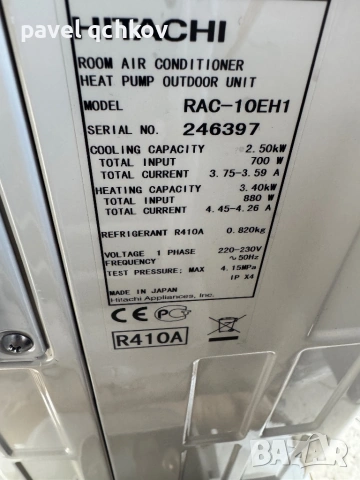 pavel qchkov
HITACHI
ROOM AIR CONDITIONER
HEAT PUMP OUTDOOR UNIT
MODEL RAC-10EH1
SERIAL NO. 246397
COOLING CAPACITY 2.50kW
TOTAL INPUT 700 W
TOTAL CURRENT 3.75-3.59 A
HEATING CAPACITY 3.40kW
TOTAL INPUT 880 W
TOTAL CURRENT 4.45-4.26 A
REFRIGERANT R410A 0.820kg
VOLTAGE 1 PHASE 220-230V
FREQUENCY ~50Hz
TEST PRESSURE; MAX 4.15MPa
IP X4
MADE IN JAPAN
Hitachi Appliances, Inc.
CE PC
R410A
BAZAR